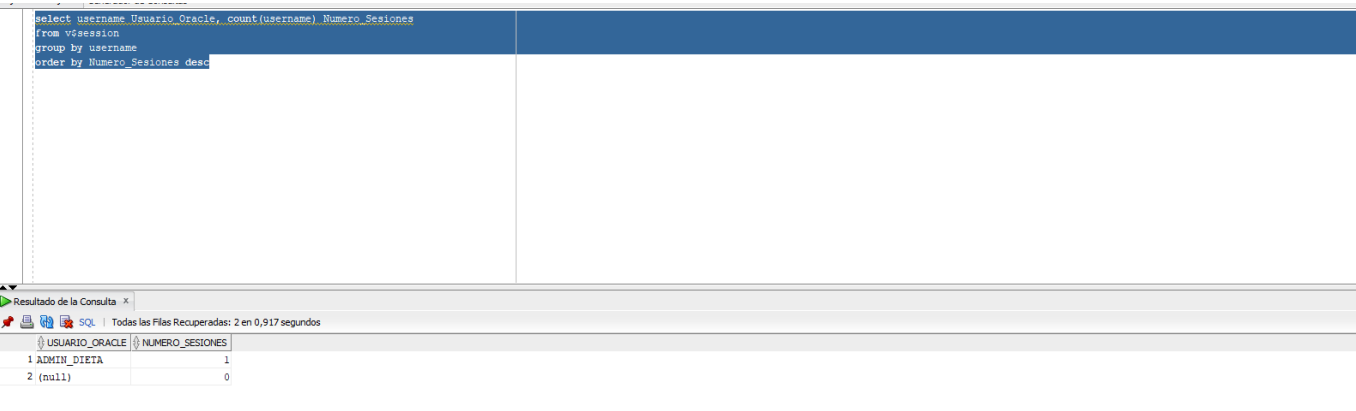 select username Usuario_Oracle, count(username) Numero_Sesiones
from v$session
group by username
order by Numero_Sesiones desc
Resultado de la Consulta x
SQL | Todas las Filas Recuperadas: 2 en 0,917 segundos
USUARIO_ORACLE NUMERO_SESIONES
1 ADMIN_DIETA 1
2 (null) 0